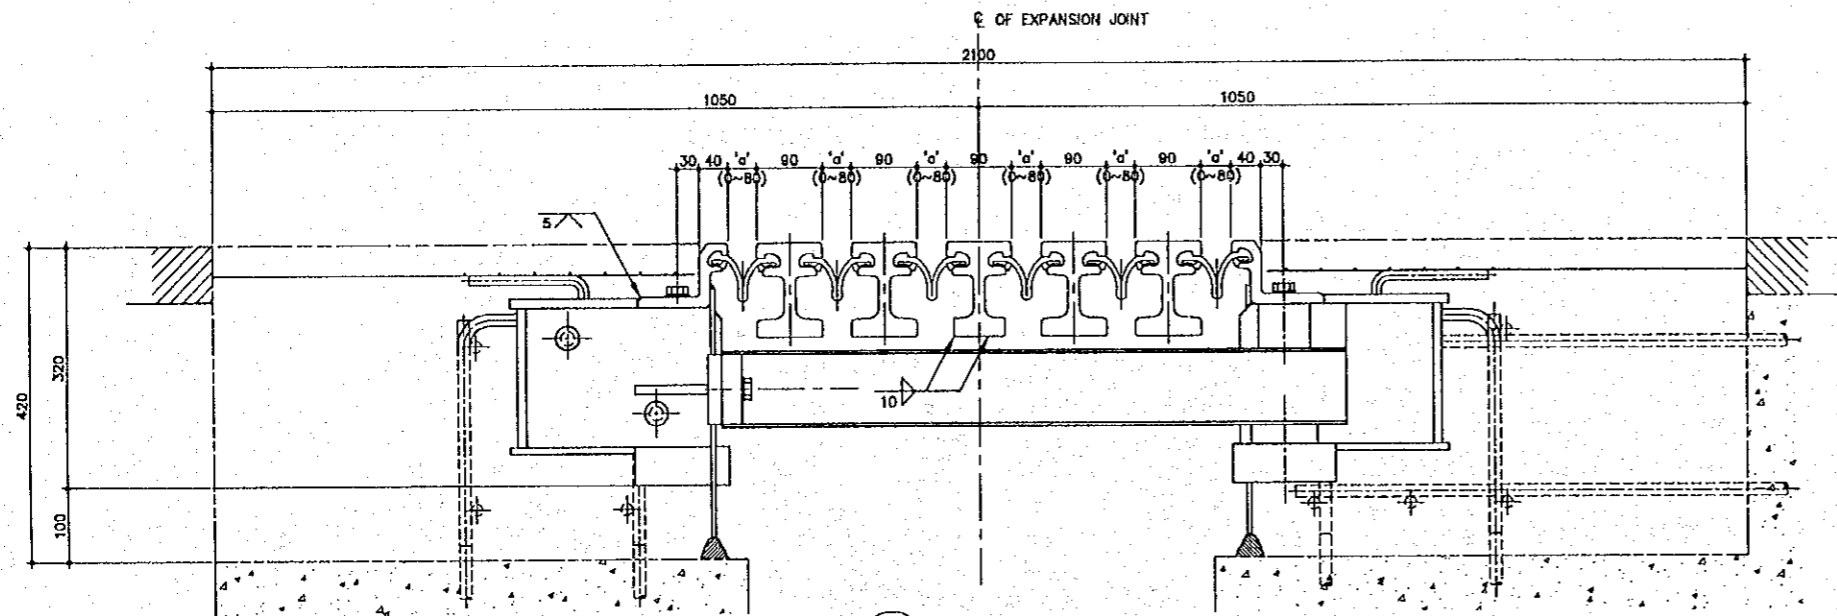 ℄ OF EXPANSION JOINT
2100
1050 1050
30 40 'a' 90 'a' 90 'a' 90 'a' 90 'a' 90 'a' 40 30
(0~80) (0~80) (0~80) (0~80) (0~80) (0~80)
5
320
420
10
100